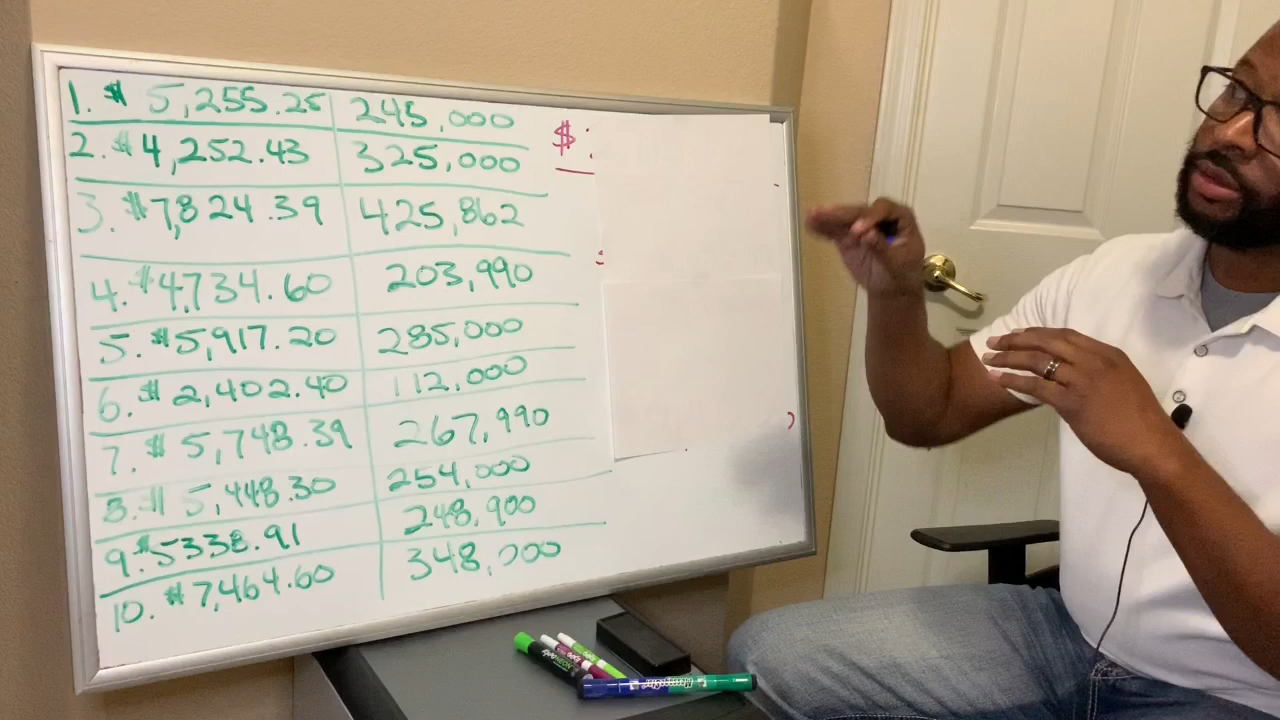 1. $ 5,255.25 245,000
2. $ 4,252.43 325,000
3. $7,824.39 425,862
4. $4,734.60 203,990
5. $5,917.20 285,000
6. $ 2,402.40 112,000
7. $ 5,748.39 267,990
8. $ 5,448.30 254,000
9. $5338.91 248,900
10. $7,464.60 348,000
$